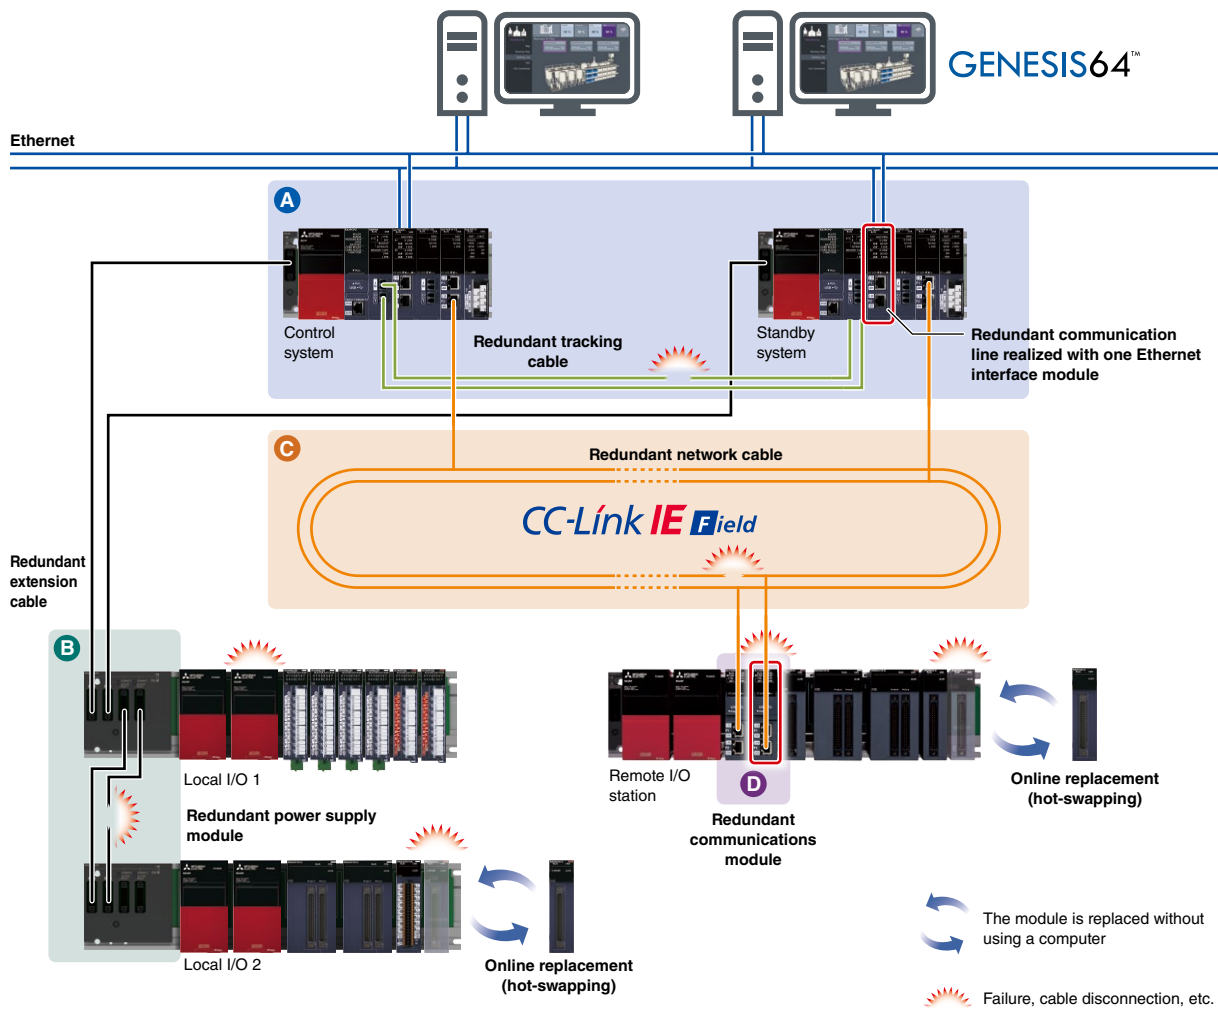 GENESIS64™
Ethernet
A
Control
system
Redundant tracking
cable
Standby
system
Redundant communication
line realized with one Ethernet
interface module
C
Redundant network cable
CC-Link IE Field
Redundant
extension
cable
B
Local I/O 1
Redundant power supply
module
Local I/O 2
Online replacement
(hot-swapping)
Remote I/O
station
D
Redundant
communications
module
Online replacement
(hot-swapping)
The module is replaced without
using a computer
Failure, cable disconnection, etc.